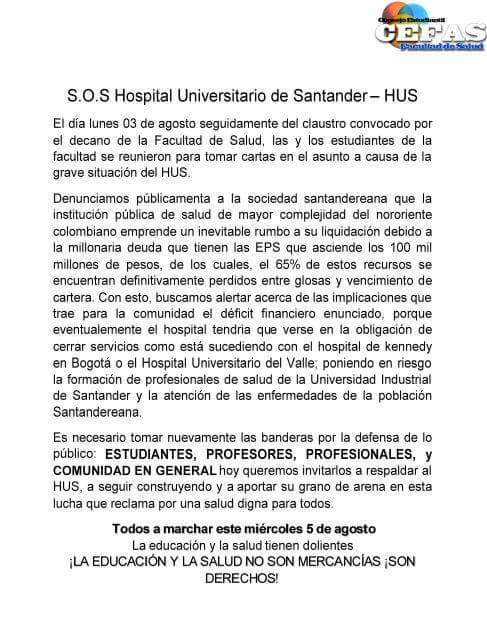 Consejo Estudiantil
CEFAS
Facultad de Salud
S.O.S Hospital Universitario de Santander – HUS
El día lunes 03 de agosto seguidamente del claustro convocado por
el decano de la Facultad de Salud, las y los estudiantes de la
facultad se reunieron para tomar cartas en el asunto a causa de la
grave situación del HUS.
Denunciamos públicamenta a la sociedad santandereana que la
institución pública de salud de mayor complejidad del nororiente
colombiano emprende un inevitable rumbo a su liquidación debido a
la millonaria deuda que tienen las EPS que asciende los 100 mil
millones de pesos, de los cuales, el 65% de estos recursos se
encuentran definitivamente perdidos entre glosas y vencimiento de
cartera. Con esto, buscamos alertar acerca de las implicaciones que
trae para la comunidad el déficit financiero enunciado, porque
eventualemente el hospital tendria que verse en la obligación de
cerrar servicios como está sucediendo con el hospital de kennedy
en Bogotá o el Hospital Universitario del Valle; poniendo en riesgo
la formación de profesionales de salud de la Universidad Industrial
de Santander y la atención de las enfermedades de la población
Santandereana.
Es necesario tomar nuevamente las banderas por la defensa de lo
público: ESTUDIANTES, PROFESORES, PROFESIONALES, y
COMUNIDAD EN GENERAL hoy queremos invitarlos a respaldar al
HUS, a seguir construyendo y a aportar su grano de arena en esta
lucha que reclama por una salud digna para todos.
Todos a marchar este miércoles 5 de agosto
La educación y la salud tienen dolientes
¡LA EDUCACIÓN Y LA SALUD NO SON MERCANCÍAS ¡SON
DERECHOS!